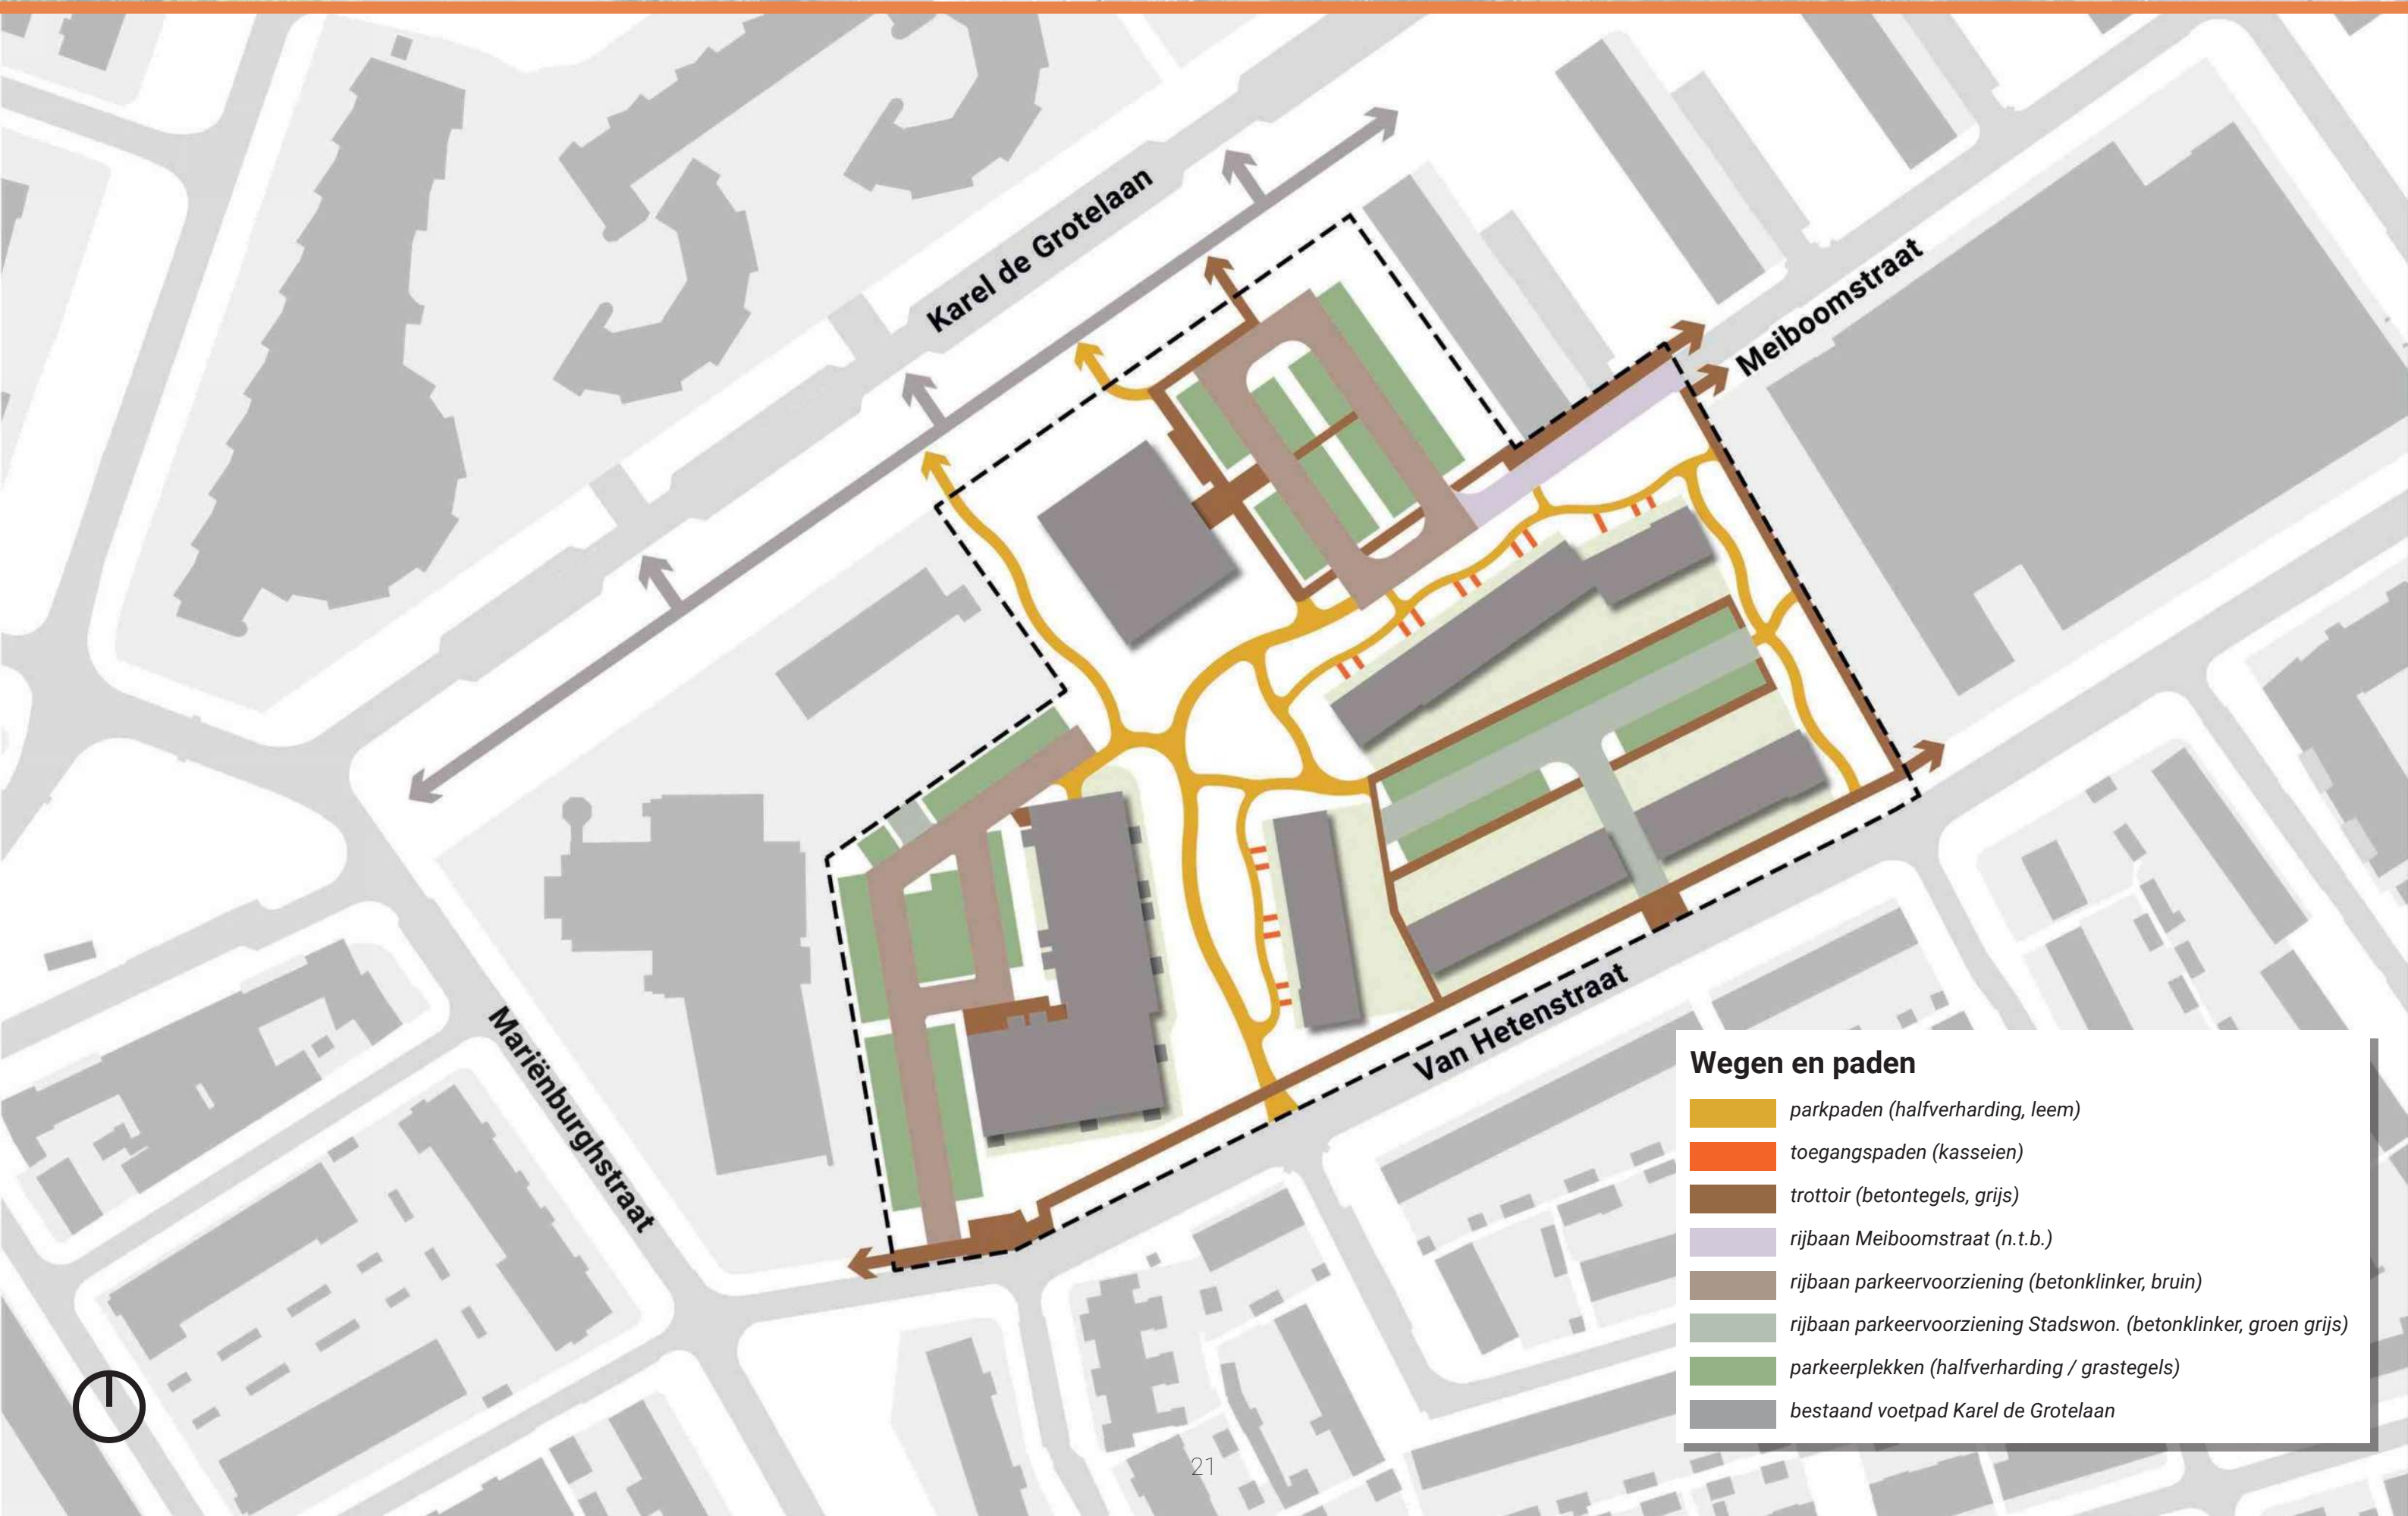 Karel de Grotelaan
Meiboomstraat
Van Hetenstraat
Mariënburghstraat
Wegen en paden
parkpaden (halfverharding, leem)
toegangspaden (kasseien)
trottoir (betontegels, grijs)
rijbaan Meiboomstraat (n.t.b.)
rijbaan parkeervoorziening (betonklinker, bruin)
rijbaan parkeervoorziening Stadswon. (betonklinker, groen grijs)
parkeerplekken (halfverharding / grastegels)
bestaand voetpad Karel de Grotelaan
21